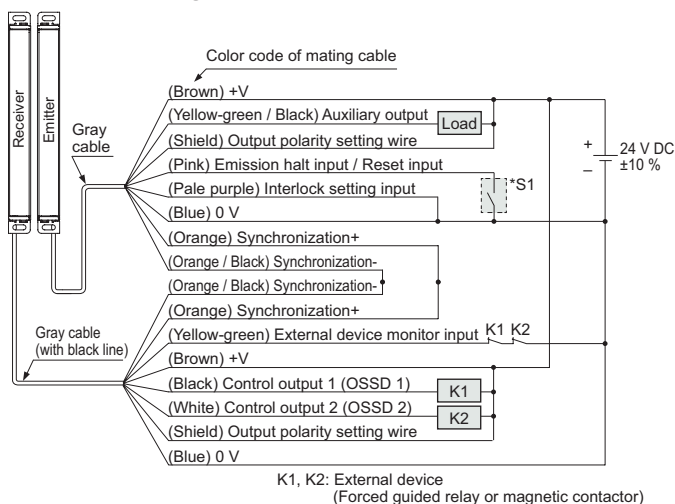 Receiver
Emitter
Gray
cable
Color code of mating cable
(Brown) +V
(Yellow-green / Black) Auxiliary output
Load
(Shield) Output polarity setting wire
(Pink) Emission halt input / Reset input
*S1
(Pale purple) Interlock setting input
(Blue) 0 V
+
–
24 V DC
±10 %
(Orange) Synchronization+
(Orange / Black) Synchronization-
(Orange / Black) Synchronization-
(Orange) Synchronization+
Gray cable
(with black line)
(Yellow-green) External device monitor input K1 K2
(Brown) +V
(Black) Control output 1 (OSSD 1)
K1
(White) Control output 2 (OSSD 2)
K2
(Shield) Output polarity setting wire
(Blue) 0 V
K1, K2: External device
(Forced guided relay or magnetic contactor)